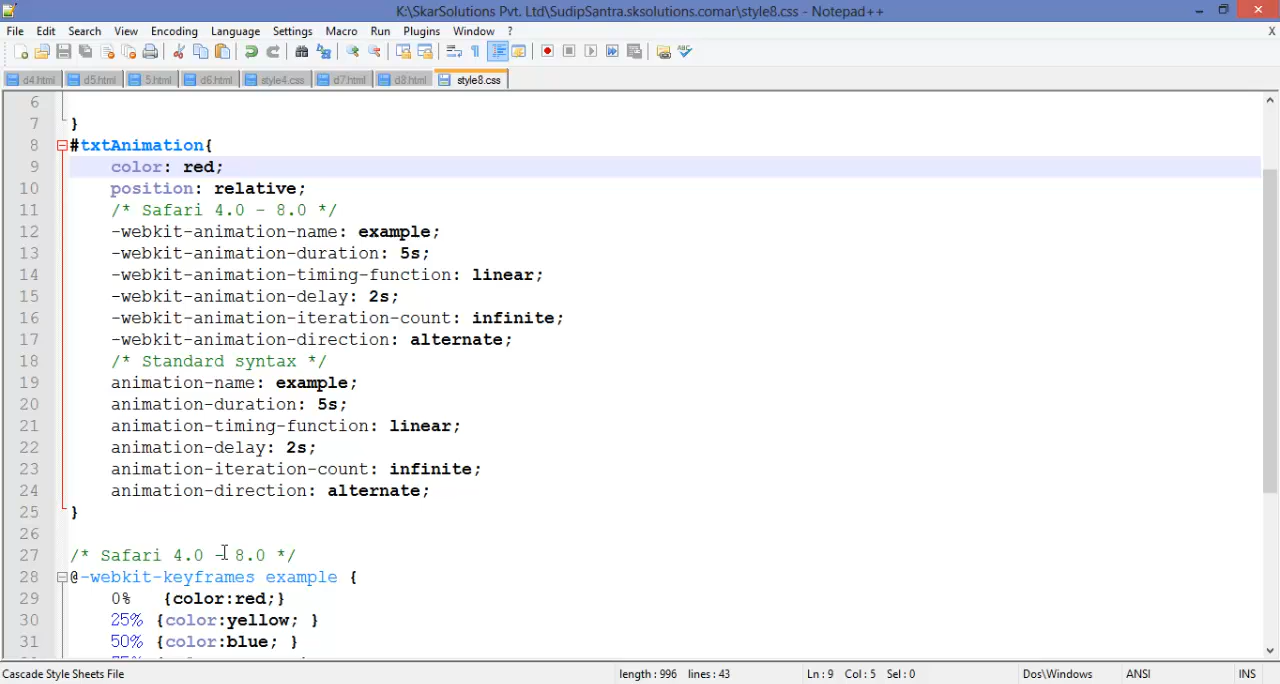 K:\SkarSolutions Pvt. Ltd\SudipSantra.sksolutions.comar\style8.css - Notepad++
File Edit Search View Encoding Language Settings Macro Run Plugins Window ? X
d4.html d5.html 5.html d6.html style4.css d7.html d8.html style8.css
6
7 }
8 #txtAnimation{
9 color: red;
10 position: relative;
11 /* Safari 4.0 - 8.0 */
12 -webkit-animation-name: example;
13 -webkit-animation-duration: 5s;
14 -webkit-animation-timing-function: linear;
15 -webkit-animation-delay: 2s;
16 -webkit-animation-iteration-count: infinite;
17 -webkit-animation-direction: alternate;
18 /* Standard syntax */
19 animation-name: example;
20 animation-duration: 5s;
21 animation-timing-function: linear;
22 animation-delay: 2s;
23 animation-iteration-count: infinite;
24 animation-direction: alternate;
25 }
26
27 /* Safari 4.0 - 8.0 */
28 @-webkit-keyframes example {
29 0% {color:red;}
30 25% {color:yellow; }
31 50% {color:blue; }
Cascade Style Sheets File length : 996 lines : 43 Ln : 9 Col : 5 Sel : 0 Dos\Windows ANSI INS